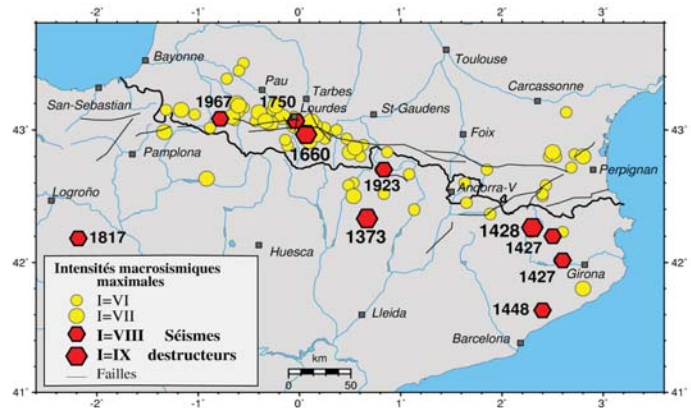 -2˚ -1˚ 0˚ 1˚ 2˚ 3˚
Bayonne
Toulouse
Pau
Tarbes
Carcassonne
San-Sebastian
1967
1750
Lourdes
St-Gaudens
43˚
43˚
Foix
Pamplona
1660
Perpignan
1923
Andorra-V
Logroño
1373
1428
1817
1427
Huesca
42˚
1427
Girona
42˚
Intensités macrosismiques
maximales
I=VI
I=VII
I=VIII Séismes
I=IX destructeurs
Failles
Lleida
1448
Barcelona
km
0 50
41˚
41˚
-2˚ -1˚ 0˚ 1˚ 2˚ 3˚